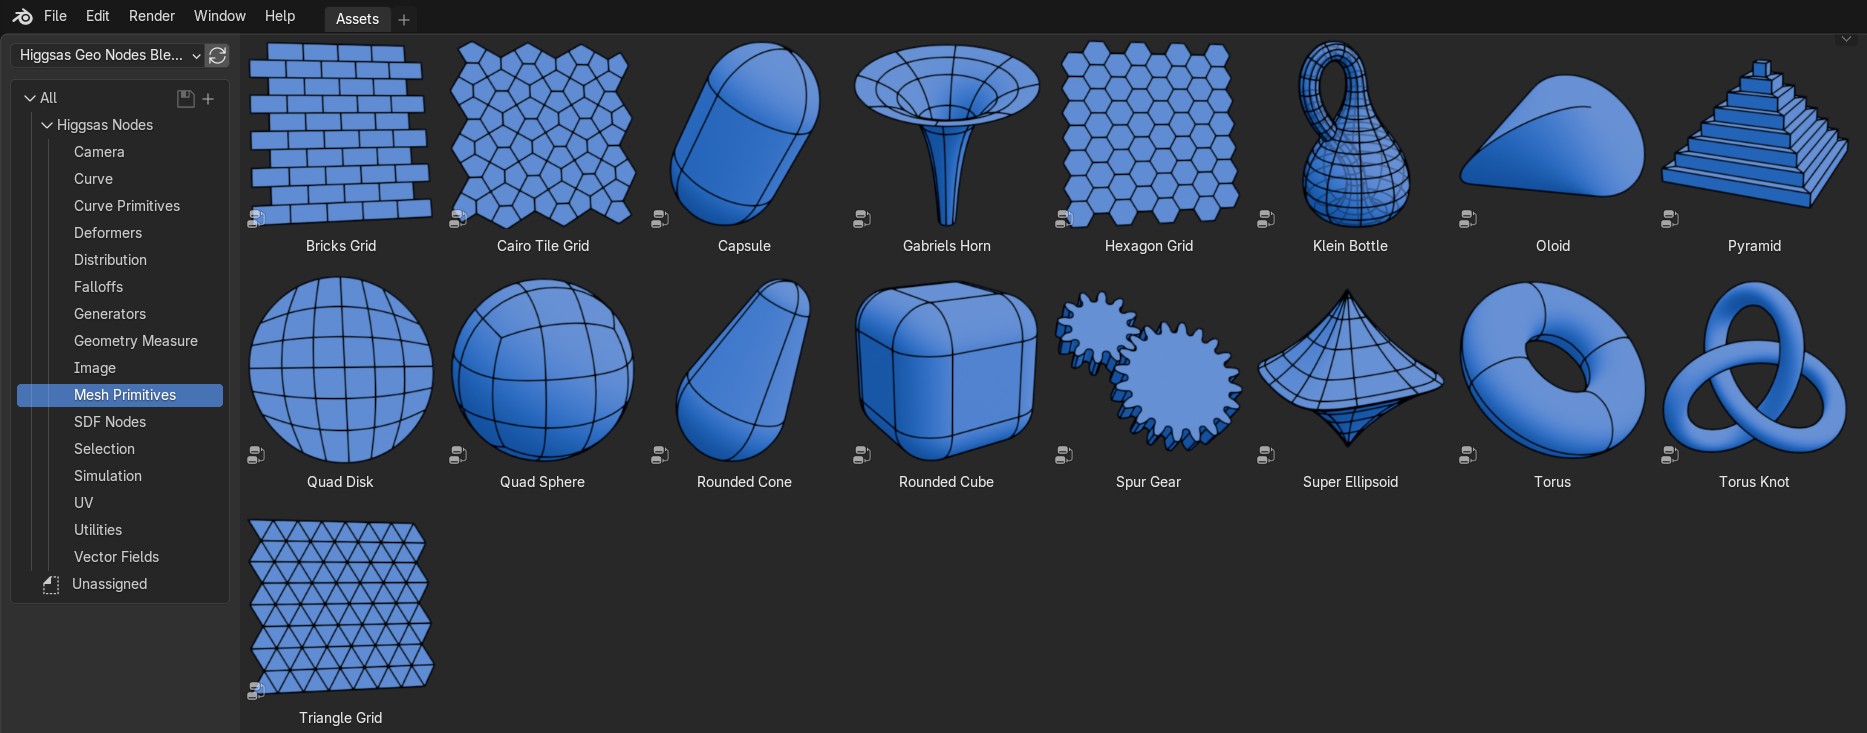 File Edit Render Window Help Assets
Higgsas Geo Nodes Ble...
All
Higgsas Nodes
Camera
Curve
Curve Primitives
Deformers
Distribution
Falloffs
Generators
Geometry Measure
Image
Mesh Primitives
SDF Nodes
Selection
Simulation
UV
Utilities
Vector Fields
Unassigned
Bricks Grid Cairo Tile Grid Capsule Gabriels Horn Hexagon Grid Klein Bottle Oloid Pyramid
Quad Disk Quad Sphere Rounded Cone Rounded Cube Spur Gear Super Ellipsoid Torus Torus Knot
Triangle Grid